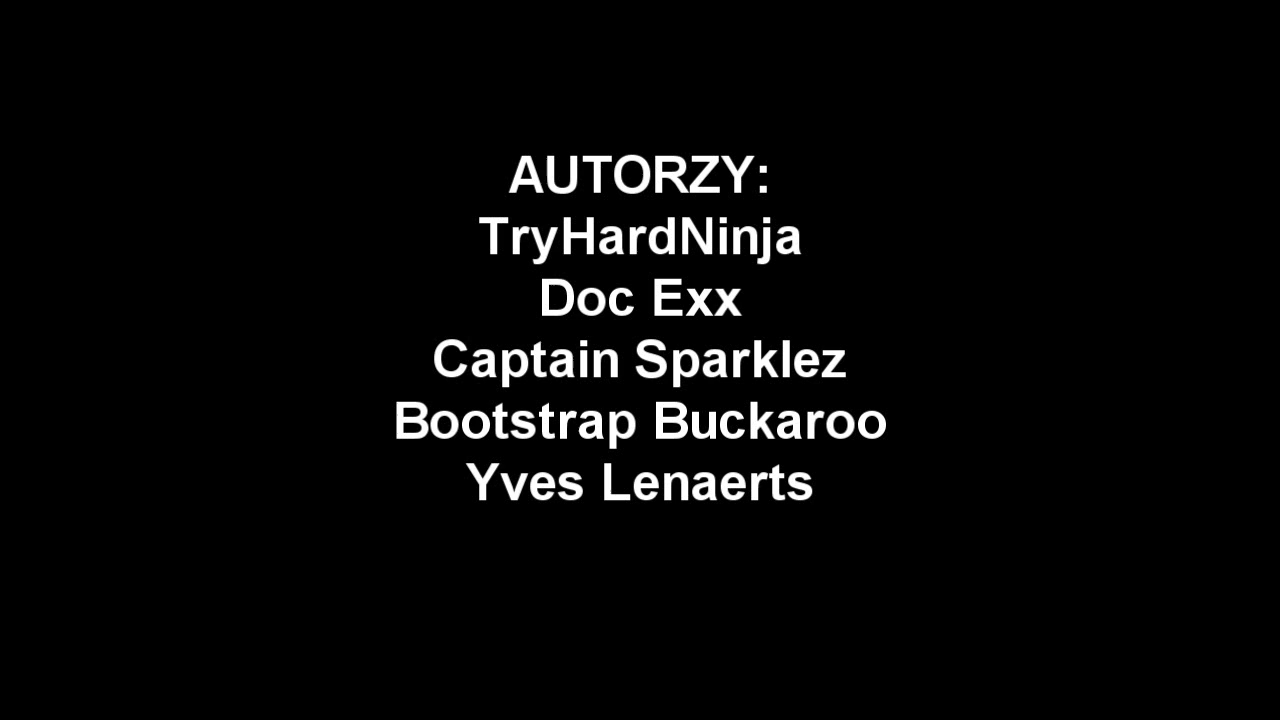 AUTORZY:
TryHardNinja
Doc Exx
Captain Sparklez
Bootstrap Buckaroo
Yves Lenaerts